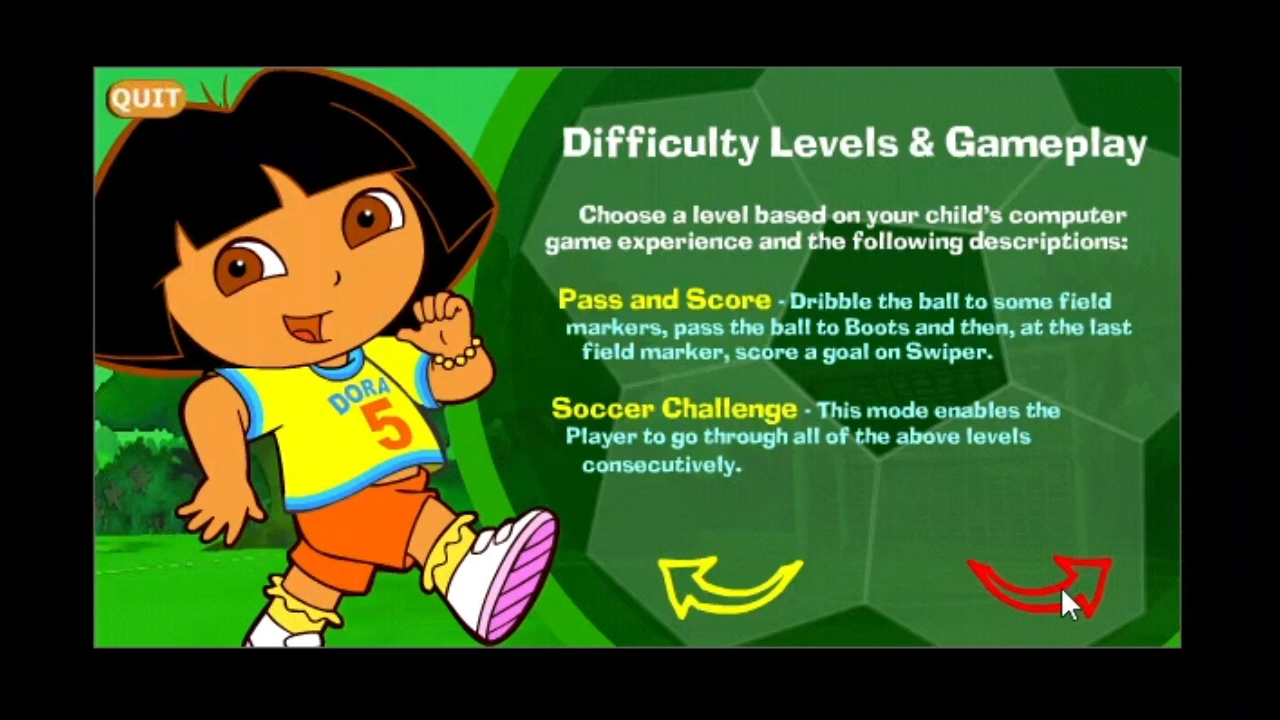 QUIT
Difficulty Levels & Gameplay
Choose a level based on your child's computer
game experience and the following descriptions:
Pass and Score - Dribble the ball to some field
markers, pass the ball to Boots and then, at the last
field marker, score a goal on Swiper.
Soccer Challenge - This mode enables the
Player to go through all of the above levels
consecutively.
DORA
5